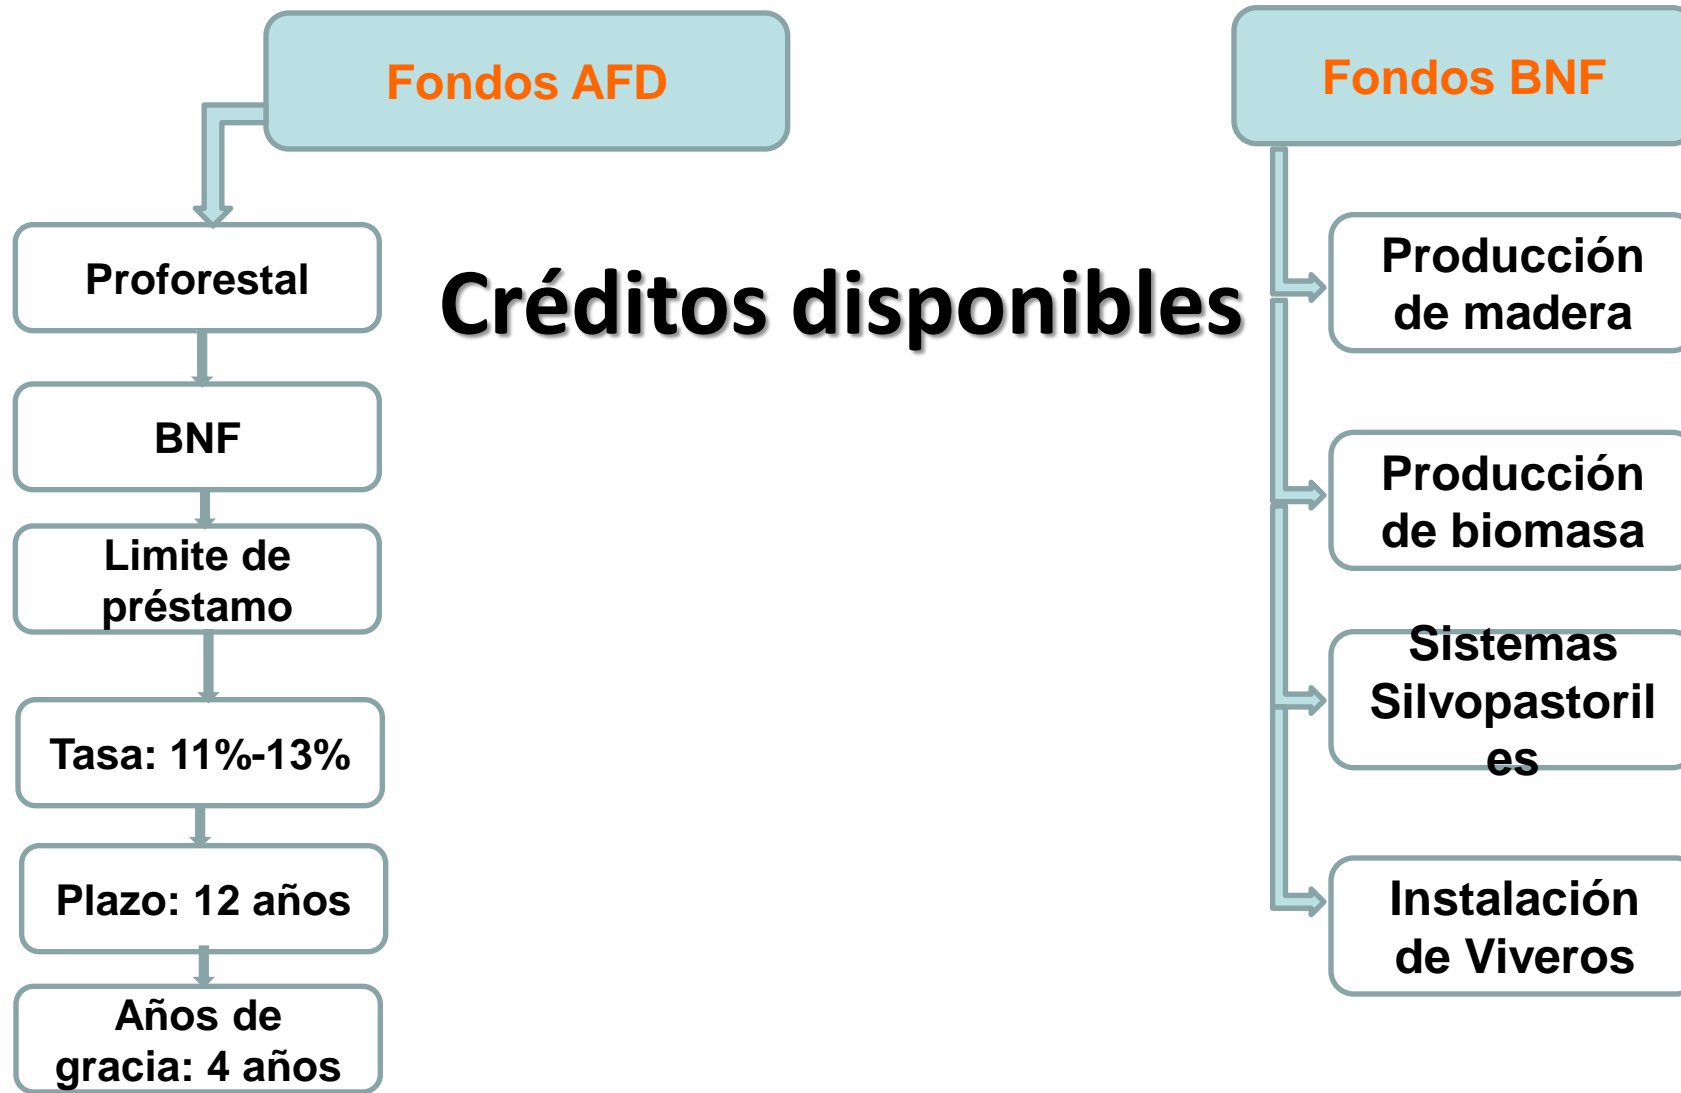 Fondos AFD
Fondos BNF
Créditos disponibles
Proforestal
BNF
Limite de
préstamo
Tasa: 11%-13%
Plazo: 12 años
Años de
gracia: 4 años
Producción
de madera
Producción
de biomasa
Sistemas
Silvopastoril
es
Instalación
de Viveros